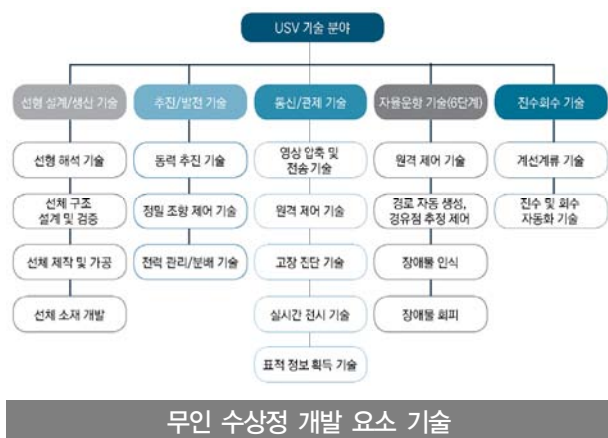 USV 기술 분야
선형 설계/생산 기술
추진/발전 기술
통신/관제 기술
자율운항 기술(6단계)
진수회수 기술
선형 해석 기술
선체 구조
설계 및 검증
선체 제작 및 가공
선체 소재 개발
동력 추진 기술
정밀 조향 제어 기술
전력 관리/분배 기술
영상 압축 및
전송 기술
원격 제어 기술
고장 진단 기술
실시간 전시 기술
표적 정보 획득 기술
원격 제어 기술
경로 자동 생성,
경유점 추정 제어
장애물 인식
장애물 회피
계선계류 기술
진수 및 회수
자동화 기술
무인 수상정 개발 요소 기술